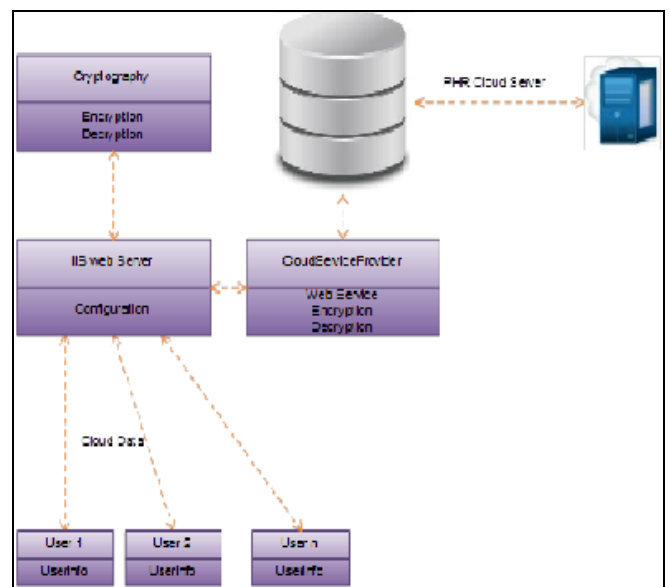 Cryptography
Encryption
Decryption
PHR Cloud Server
IIS web Server
Configuration
CloudServiceProvider
Web Service
Encryption
Decryption
Cloud Data
User 1
UserInfo
User 2
UserInfo
User n
UserInfo